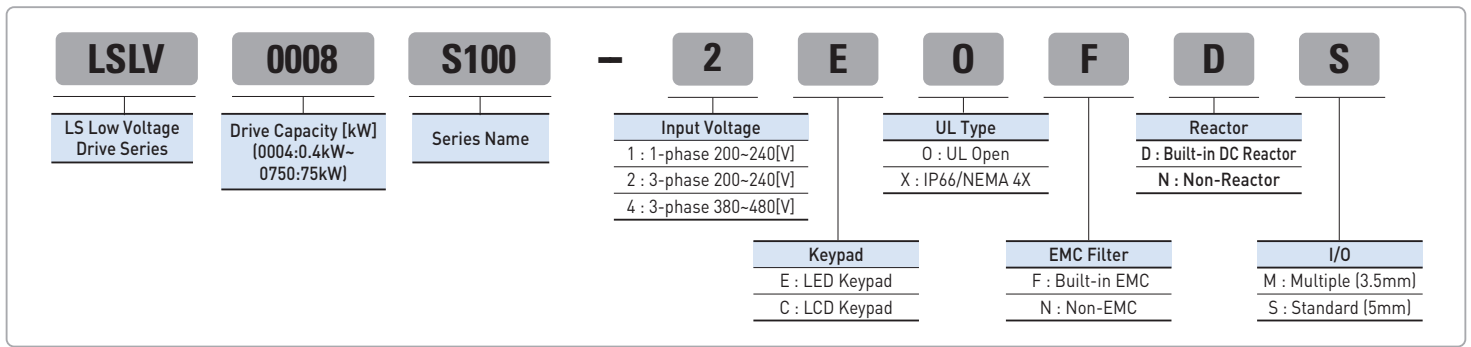 LSLV 0008 S100 – 2 E O F D S
LS Low Voltage
Drive Series
Drive Capacity [kW]
(0004:0.4kW~
0750:75kW)
Series Name
Input Voltage
1 : 1-phase 200~240[V]
2 : 3-phase 200~240[V]
4 : 3-phase 380~480[V]
UL Type
O : UL Open
X : IP66/NEMA 4X
Reactor
D : Built-in DC Reactor
N : Non-Reactor
Keypad
E : LED Keypad
C : LCD Keypad
EMC Filter
F : Built-in EMC
N : Non-EMC
I/O
M : Multiple (3.5mm)
S : Standard (5mm)